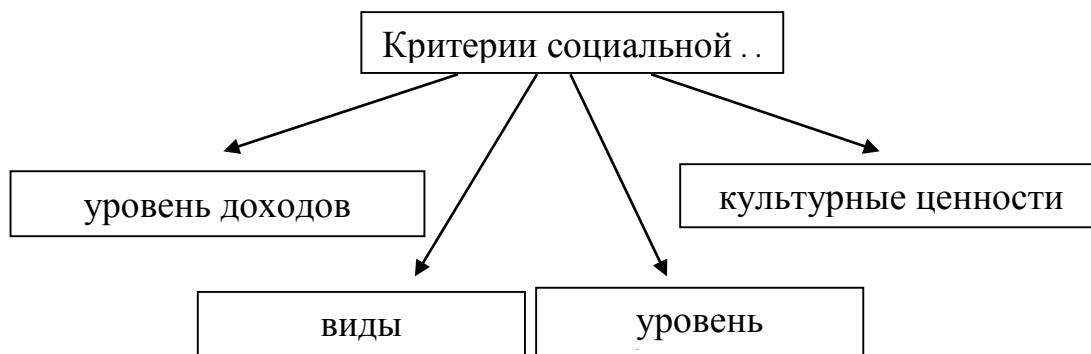 Критерии социальной . .
уровень доходов
культурные ценности
виды
уровень